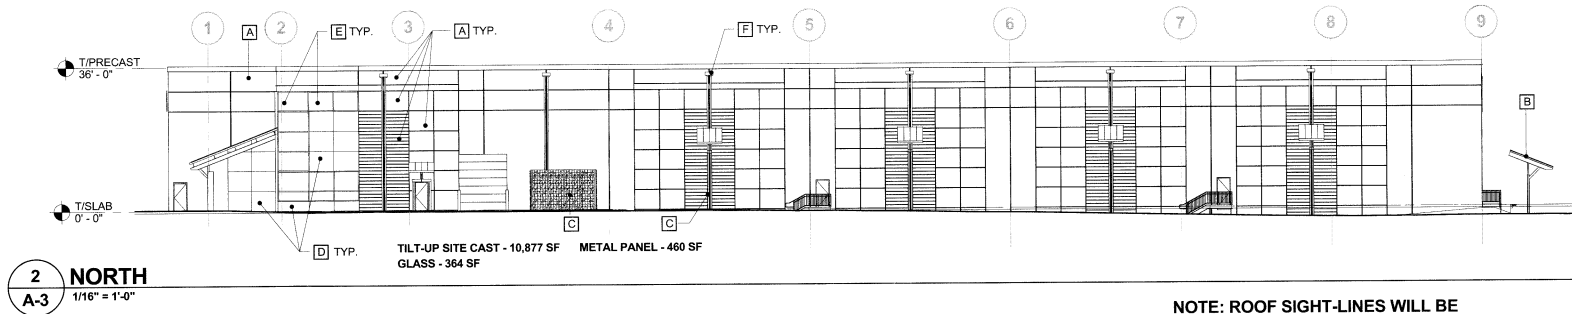 1 2 3 4 5 6 7 8 9
A E TYP. A TYP. F TYP.
T/PRECAST
36' - 0"
B
T/SLAB
0' - 0"
C C
D TYP.
TILT-UP SITE CAST - 10,877 SF METAL PANEL - 460 SF
GLASS - 364 SF
2 NORTH
A-3 1/16" = 1'-0"
NOTE: ROOF SIGHT-LINES WILL BE